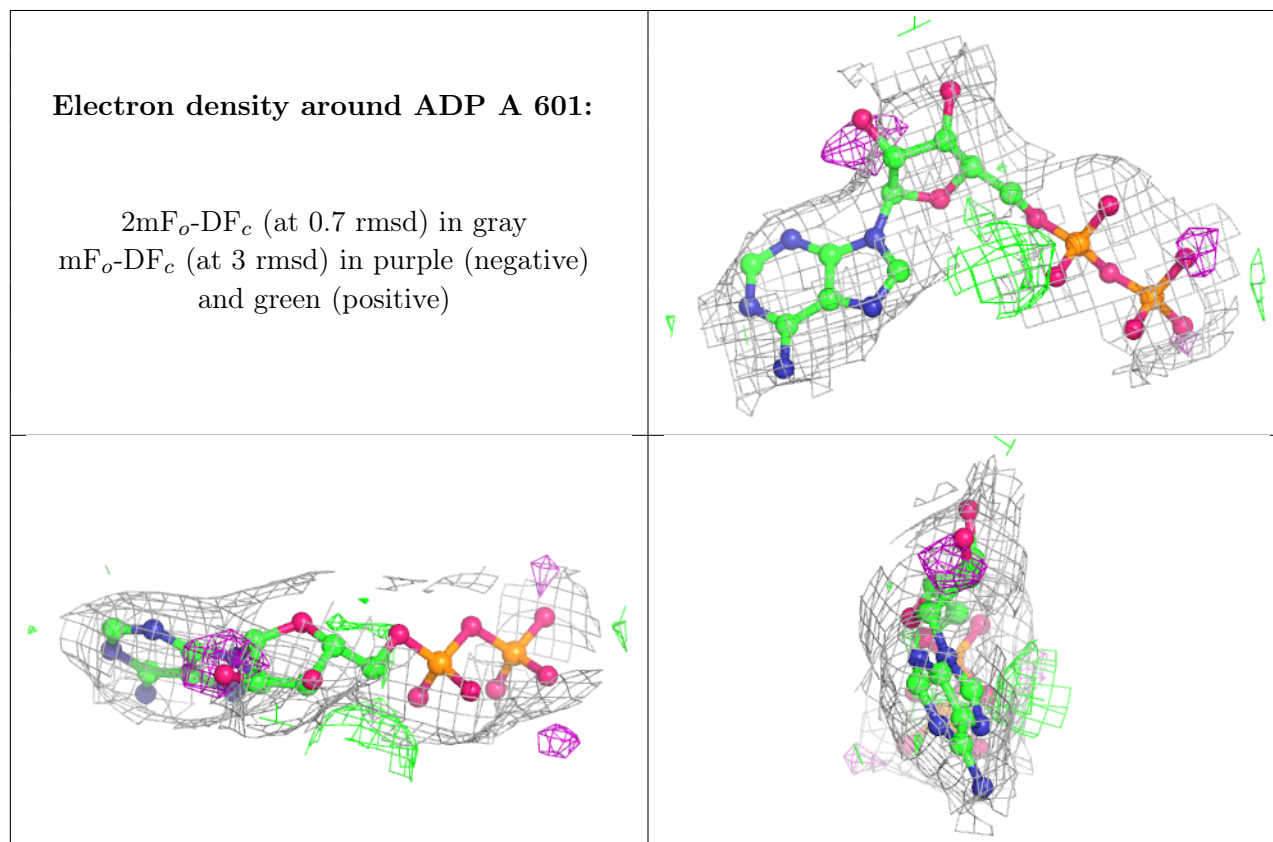 Electron density around ADP A 601:
2mFo-DFc (at 0.7 rmsd) in gray
mFo-DFc (at 3 rmsd) in purple (negative)
and green (positive)